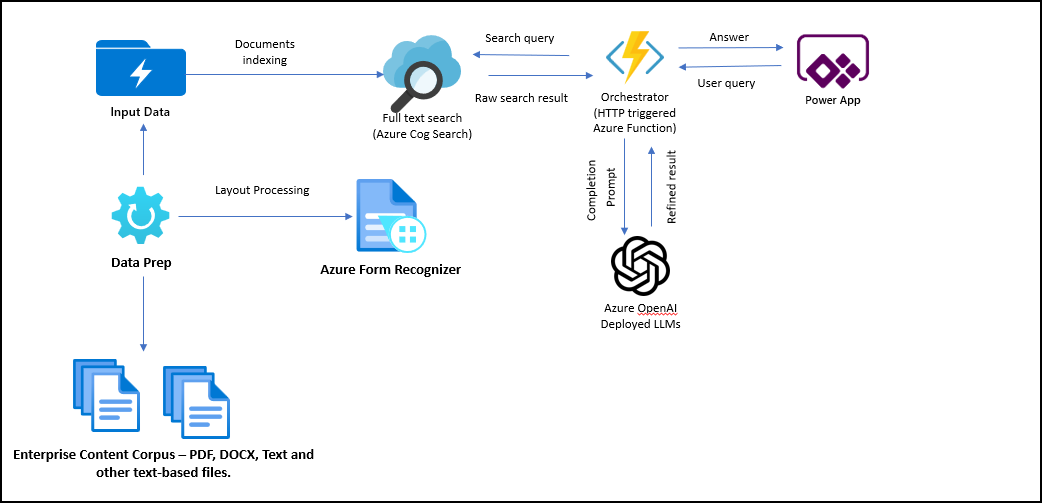 Documents
indexing
Search query
Answer
Input Data
Raw search result
User query
Full text search
(Azure Cog Search)
Orchestrator
(HTTP triggered
Azure Function)
Power App
Layout Processing
Completion
Prompt
Refined result
Data Prep
Azure Form Recognizer
Azure OpenAI
Deployed LLMs
Enterprise Content Corpus – PDF, DOCX, Text and
other text-based files.